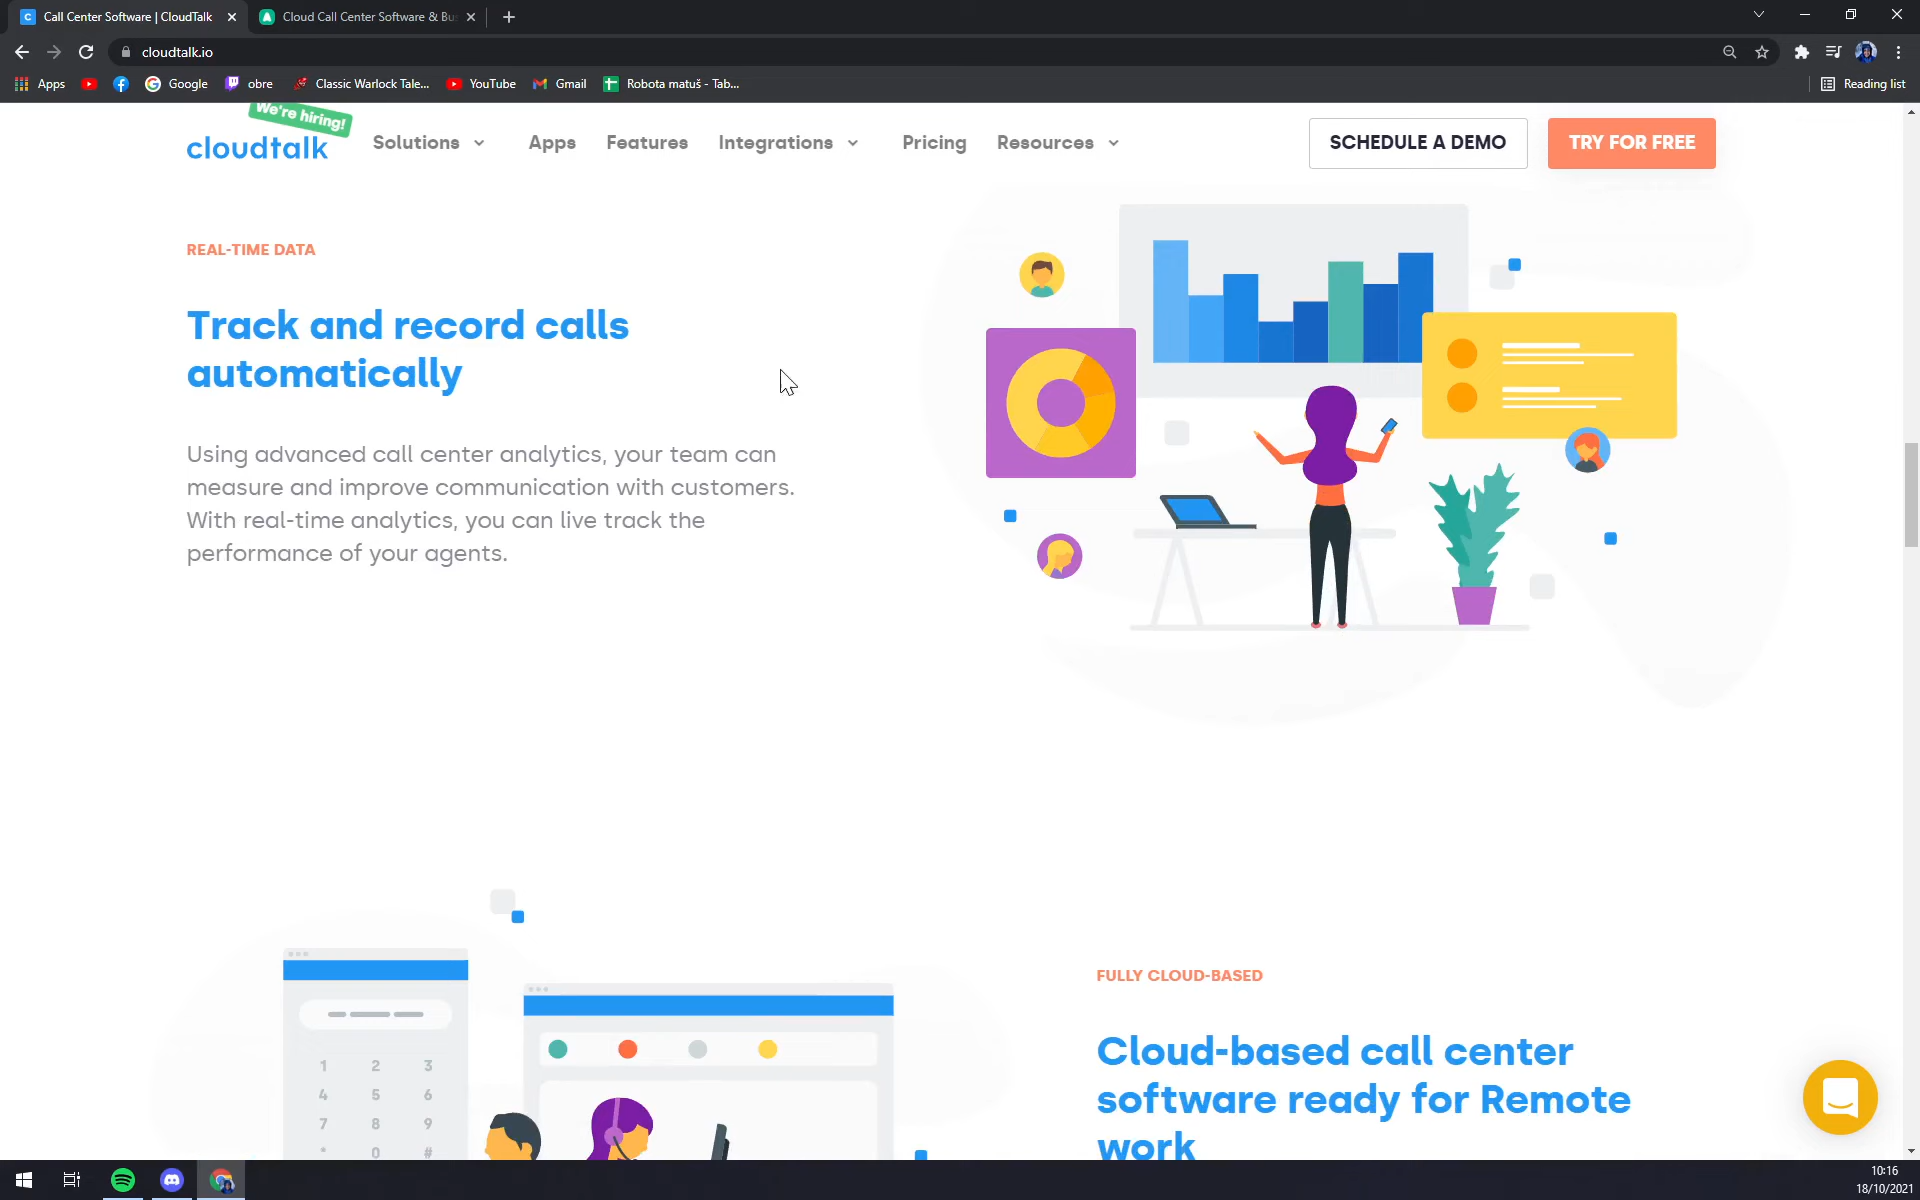 Call Center Software | CloudTalk
Cloud Call Center Software & Bu
cloudtalk.io
Apps
Google
obre
Classic Warlock Tale...
YouTube
Gmail
Robota matuš - Tab...
Reading list
We're hiring!
cloudtalk
Solutions
Apps
Features
Integrations
Pricing
Resources
SCHEDULE A DEMO
TRY FOR FREE
REAL-TIME DATA
Track and record calls
automatically
Using advanced call center analytics, your team can
measure and improve communication with customers.
With real-time analytics, you can live track the
performance of your agents.
1 2 3
4 5 6
7 8 9
* 0 #
FULLY CLOUD-BASED
Cloud-based call center
software ready for Remote
work
10:16
18/10/2021